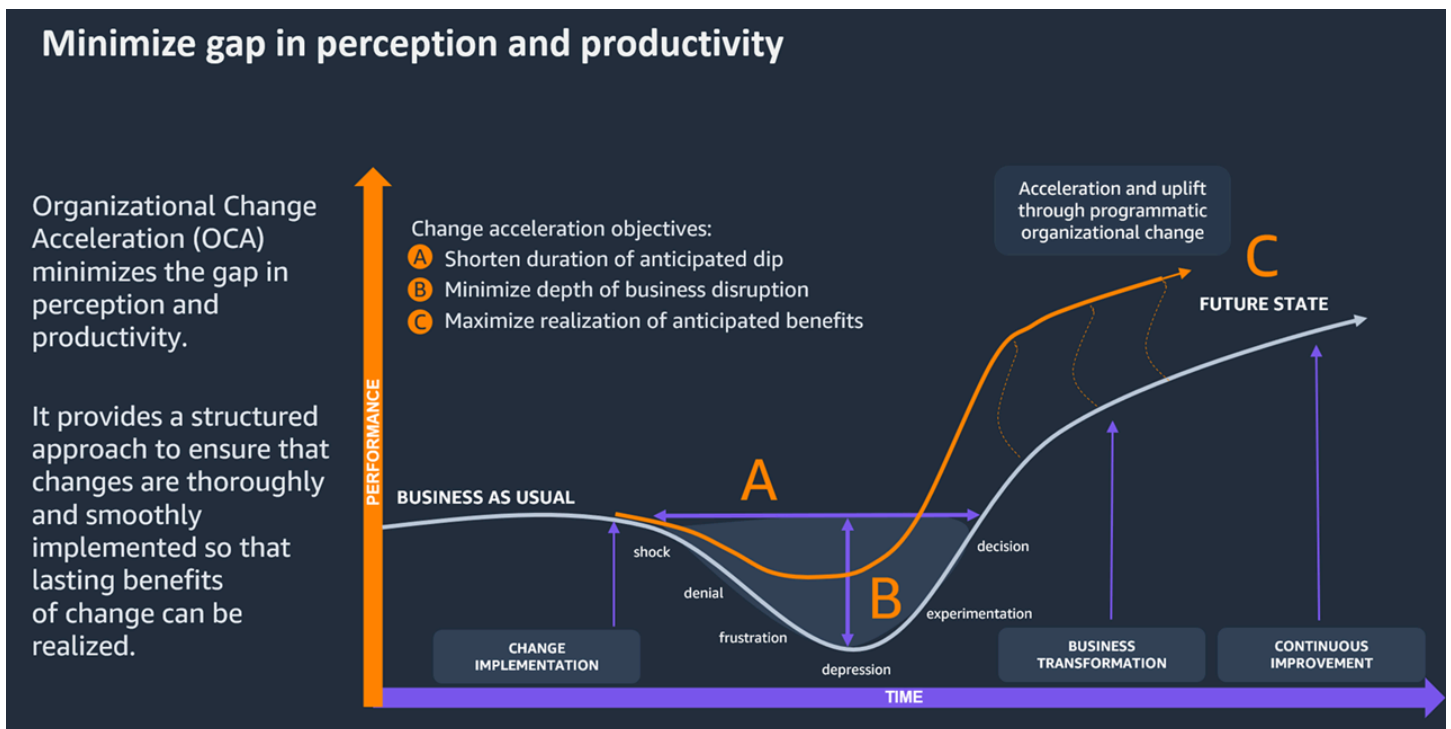 Minimize gap in perception and productivity
Organizational Change
Acceleration (OCA)
minimizes the gap in
perception and
productivity.
It provides a structured
approach to ensure that
changes are thoroughly
and smoothly
implemented so that
lasting benefits
of change can be
realized.
PERFORMANCE
Change acceleration objectives:
A Shorten duration of anticipated dip
B Minimize depth of business disruption
C Maximize realization of anticipated benefits
Acceleration and uplift
through programmatic
organizational change
C
FUTURE STATE
BUSINESS AS USUAL
A
shock
decision
denial
B
experimentation
frustration
depression
CHANGE
IMPLEMENTATION
BUSINESS
TRANSFORMATION
CONTINUOUS
IMPROVEMENT
TIME